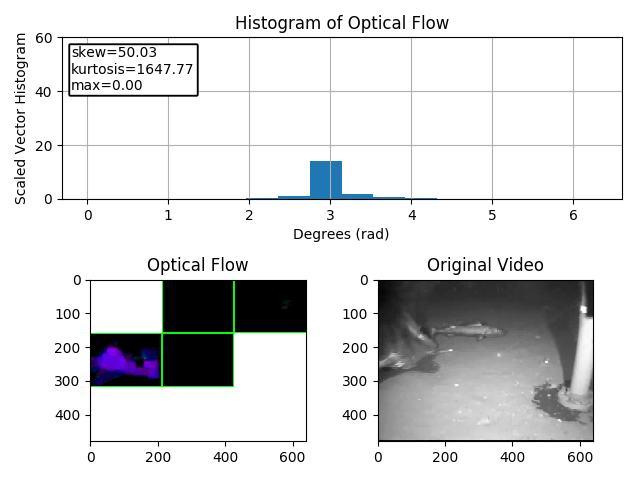 Histogram of Optical Flow
Scaled Vector Histogram
60
40
20
0
skew=50.03
kurtosis=1647.77
max=0.00
0 1 2 3 4 5 6
Degrees (rad)
Optical Flow
0
100
200
300
400
0 200 400 600
Original Video
0
100
200
300
400
0 200 400 600